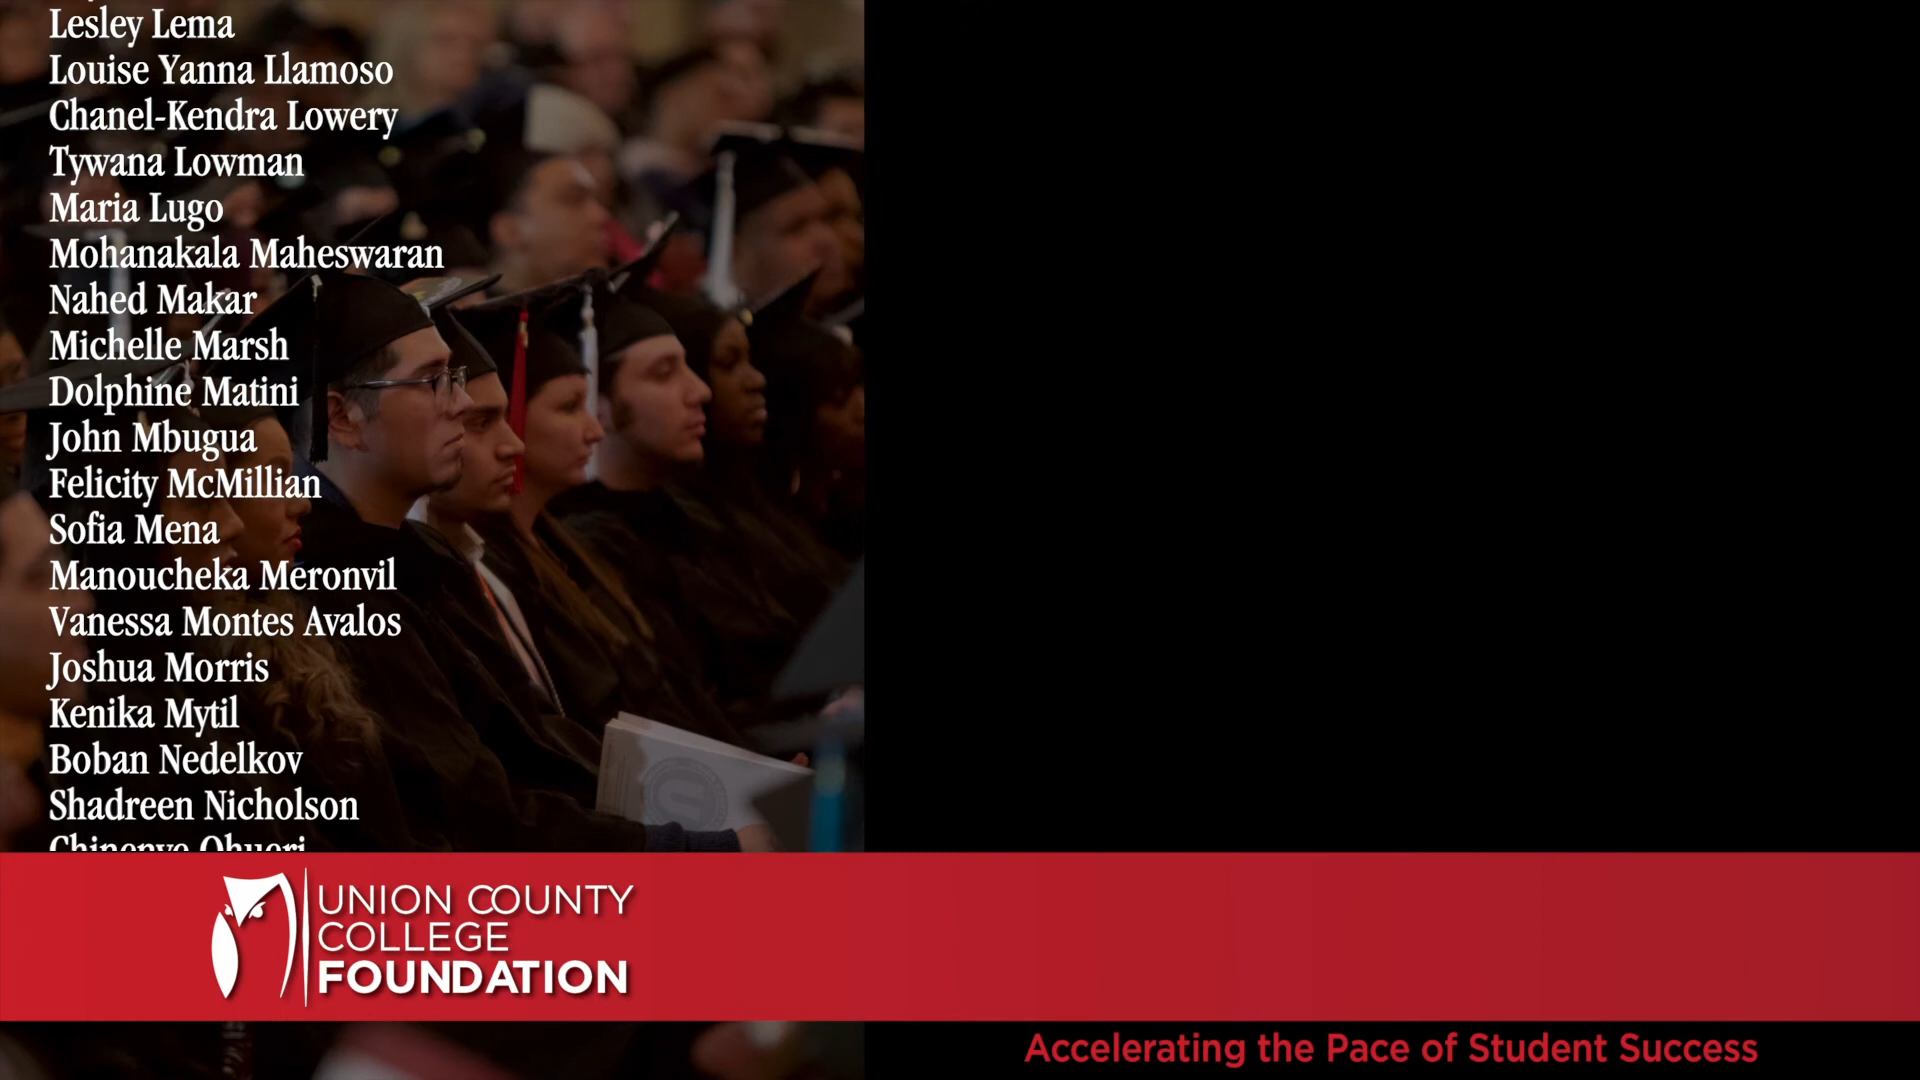 Lesley Lema
Louise Yanna Llamoso
Chanel-Kendra Lowery
Tywana Lowman
Maria Lugo
Mohanakala Maheswaran
Nahed Makar
Michelle Marsh
Dolphine Matini
John Mbugua
Felicity McMillian
Sofia Mena
Manoucheka Meronvil
Vanessa Montes Avalos
Joshua Morris
Kenika Mytil
Boban Nedelkov
Shadreen Nicholson
Chinenye Ohueri
UNION COUNTY
COLLEGE
FOUNDATION
Accelerating the Pace of Student Success